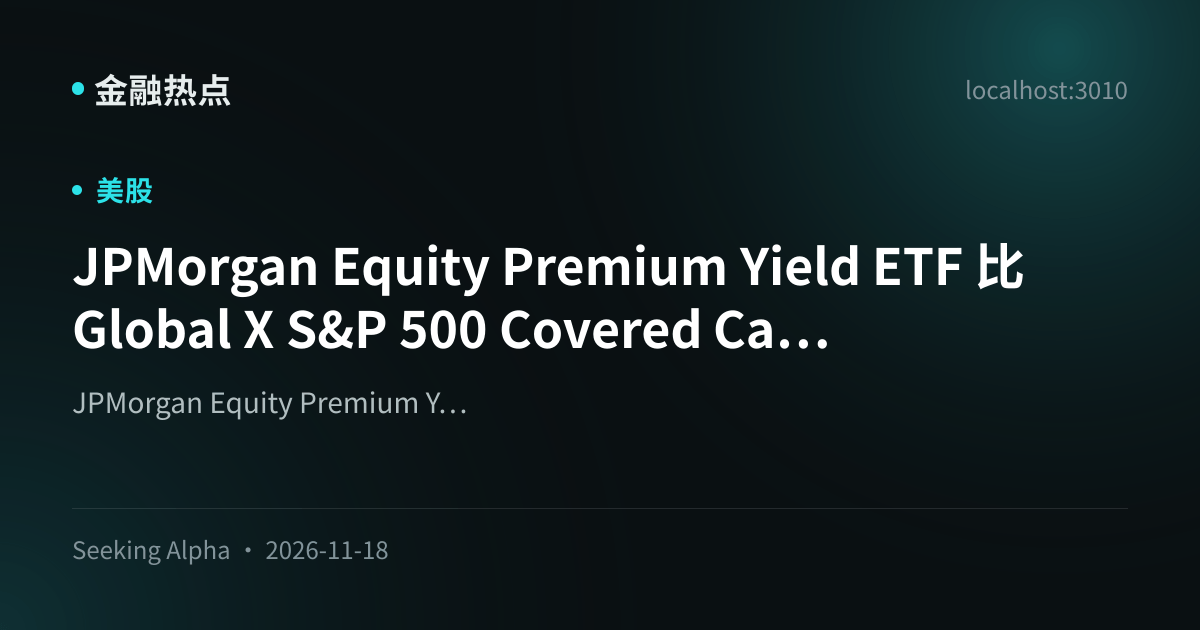 金融热点
localhost:3010
美股
JPMorgan Equity Premium Yield ETF 比
Global X S&P 500 Covered Ca…
JPMorgan Equity Premium Y…
Seeking Alpha · 2026-11-18